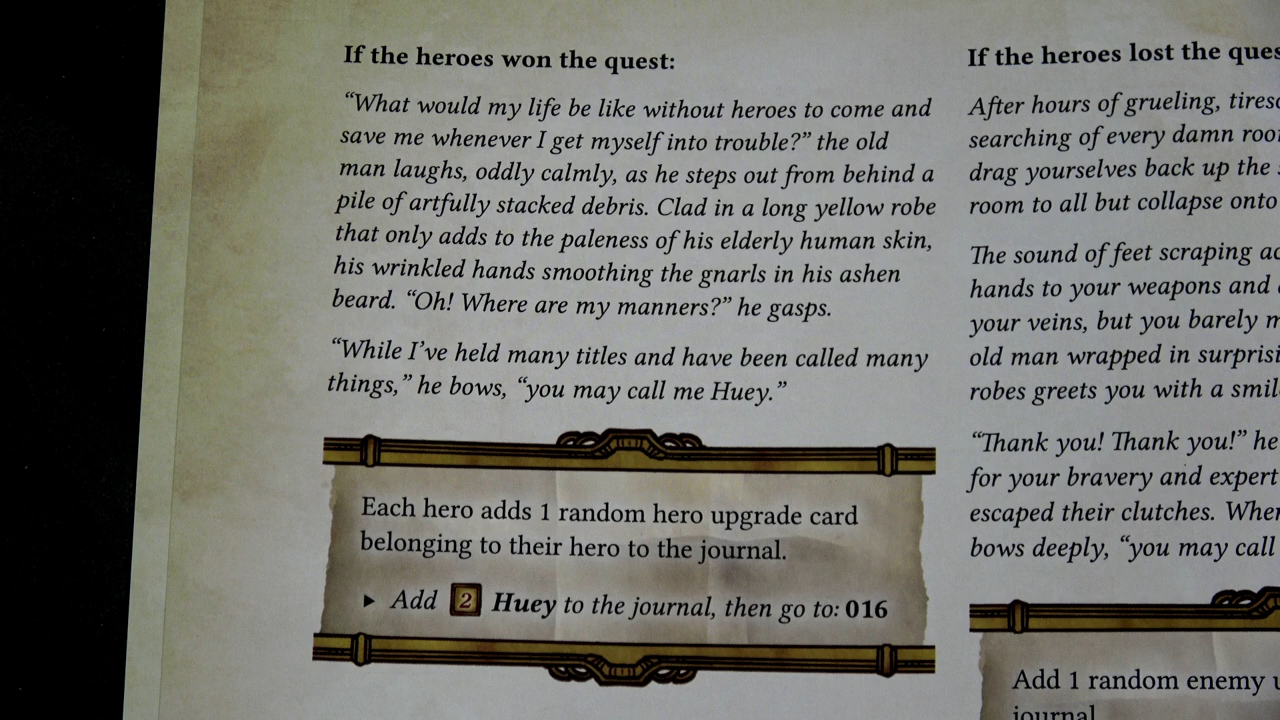 If the heroes won the quest:
“What would my life be like without heroes to come and
save me whenever I get myself into trouble?” the old
man laughs, oddly calmly, as he steps out from behind a
pile of artfully stacked debris. Clad in a long yellow robe
that only adds to the paleness of his elderly human skin,
his wrinkled hands smoothing the gnarls in his ashen
beard. “Oh! Where are my manners?” he gasps.
“While I’ve held many titles and have been called many
things,” he bows, “you may call me Huey.”
Each hero adds 1 random hero upgrade card
belonging to their hero to the journal.
▸ Add 2 Huey to the journal, then go to: 016
If the heroes lost the
After hours of grueling,
searching of every damn
drag yourselves back up the
room to all but collapse onto
The sound of feet scraping
hands to your weapons and
your veins, but you barely
old man wrapped in
robes greets you with a
“Thank you! Thank you!” he
for your bravery and
escaped their clutches.
bows deeply, “you may call
Add 1 random enemy
journal